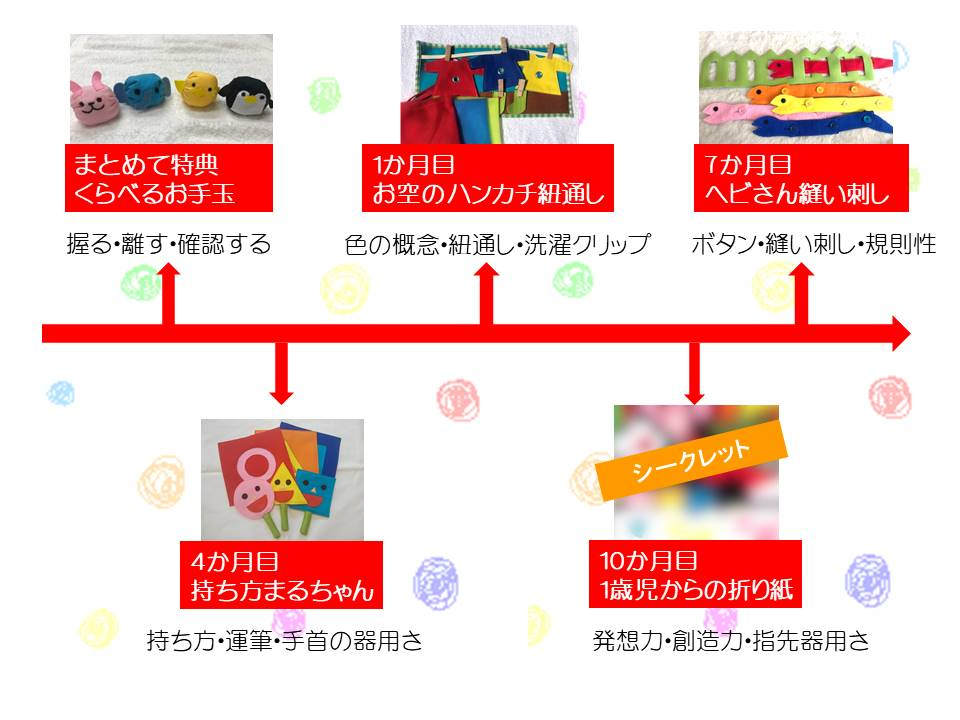 まとめて特典
くらべるお手玉
握る・離す・確認する
1か月目
お空のハンカチ紐通し
色の概念・紐通し・洗濯クリップ
7か月目
ヘビさん縫い刺し
ボタン・縫い刺し・規則性
4か月目
持ち方まるちゃん
持ち方・運筆・手首の器用さ
シークレット
10か月目
1歳児からの折り紙
発想力・創造力・指先器用さ